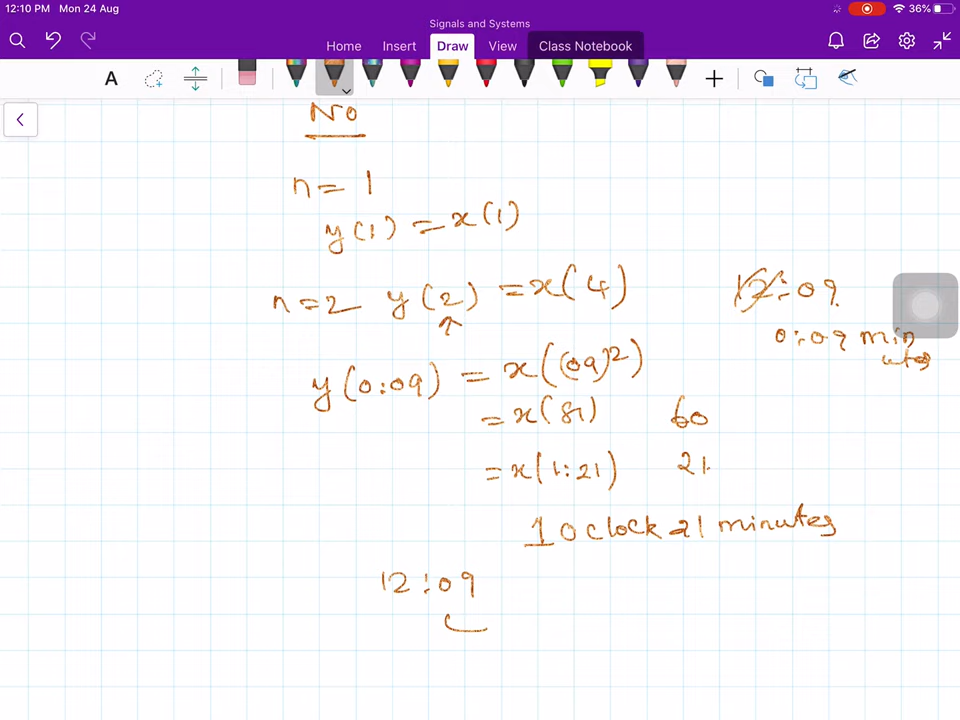 12:10 PM Mon 24 Aug
36%
Signals and Systems
Home Insert Draw View Class Notebook
A
No
n = 1
y(1) = x(1)
n=2 y(2) = x(4)
12:09
0:09 minutes
y(0:09) = x((09)^2)
= x(81)
60
= x(1:21)
21
1 o clock 21 minutes
12:09